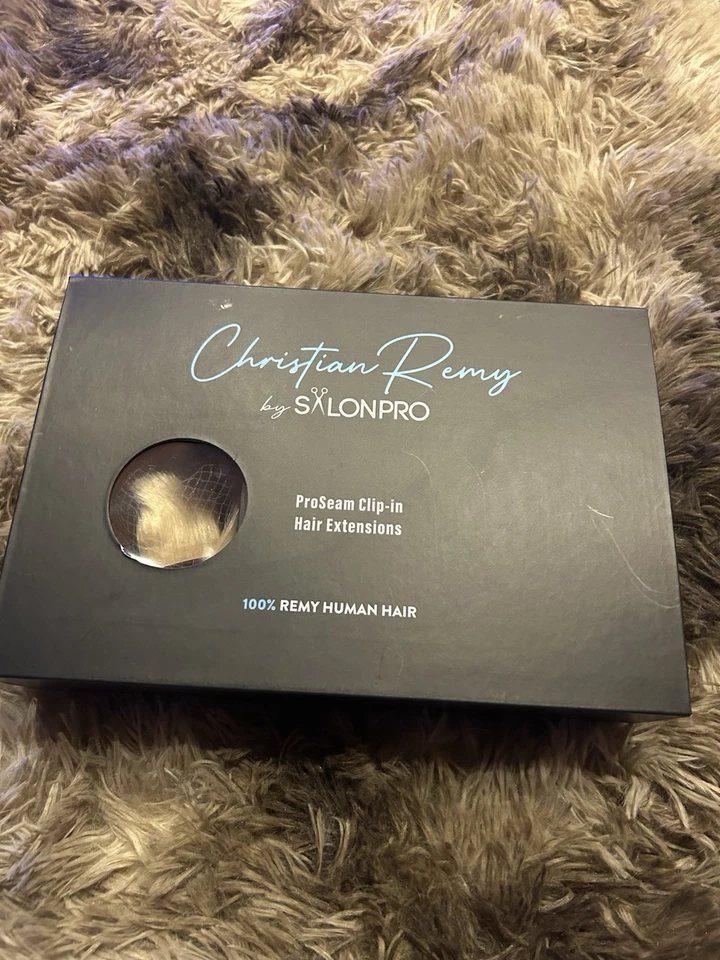 Christian Remy
by SALONPRO
ProSeam Clip-in
Hair Extensions
100% REMY HUMAN HAIR